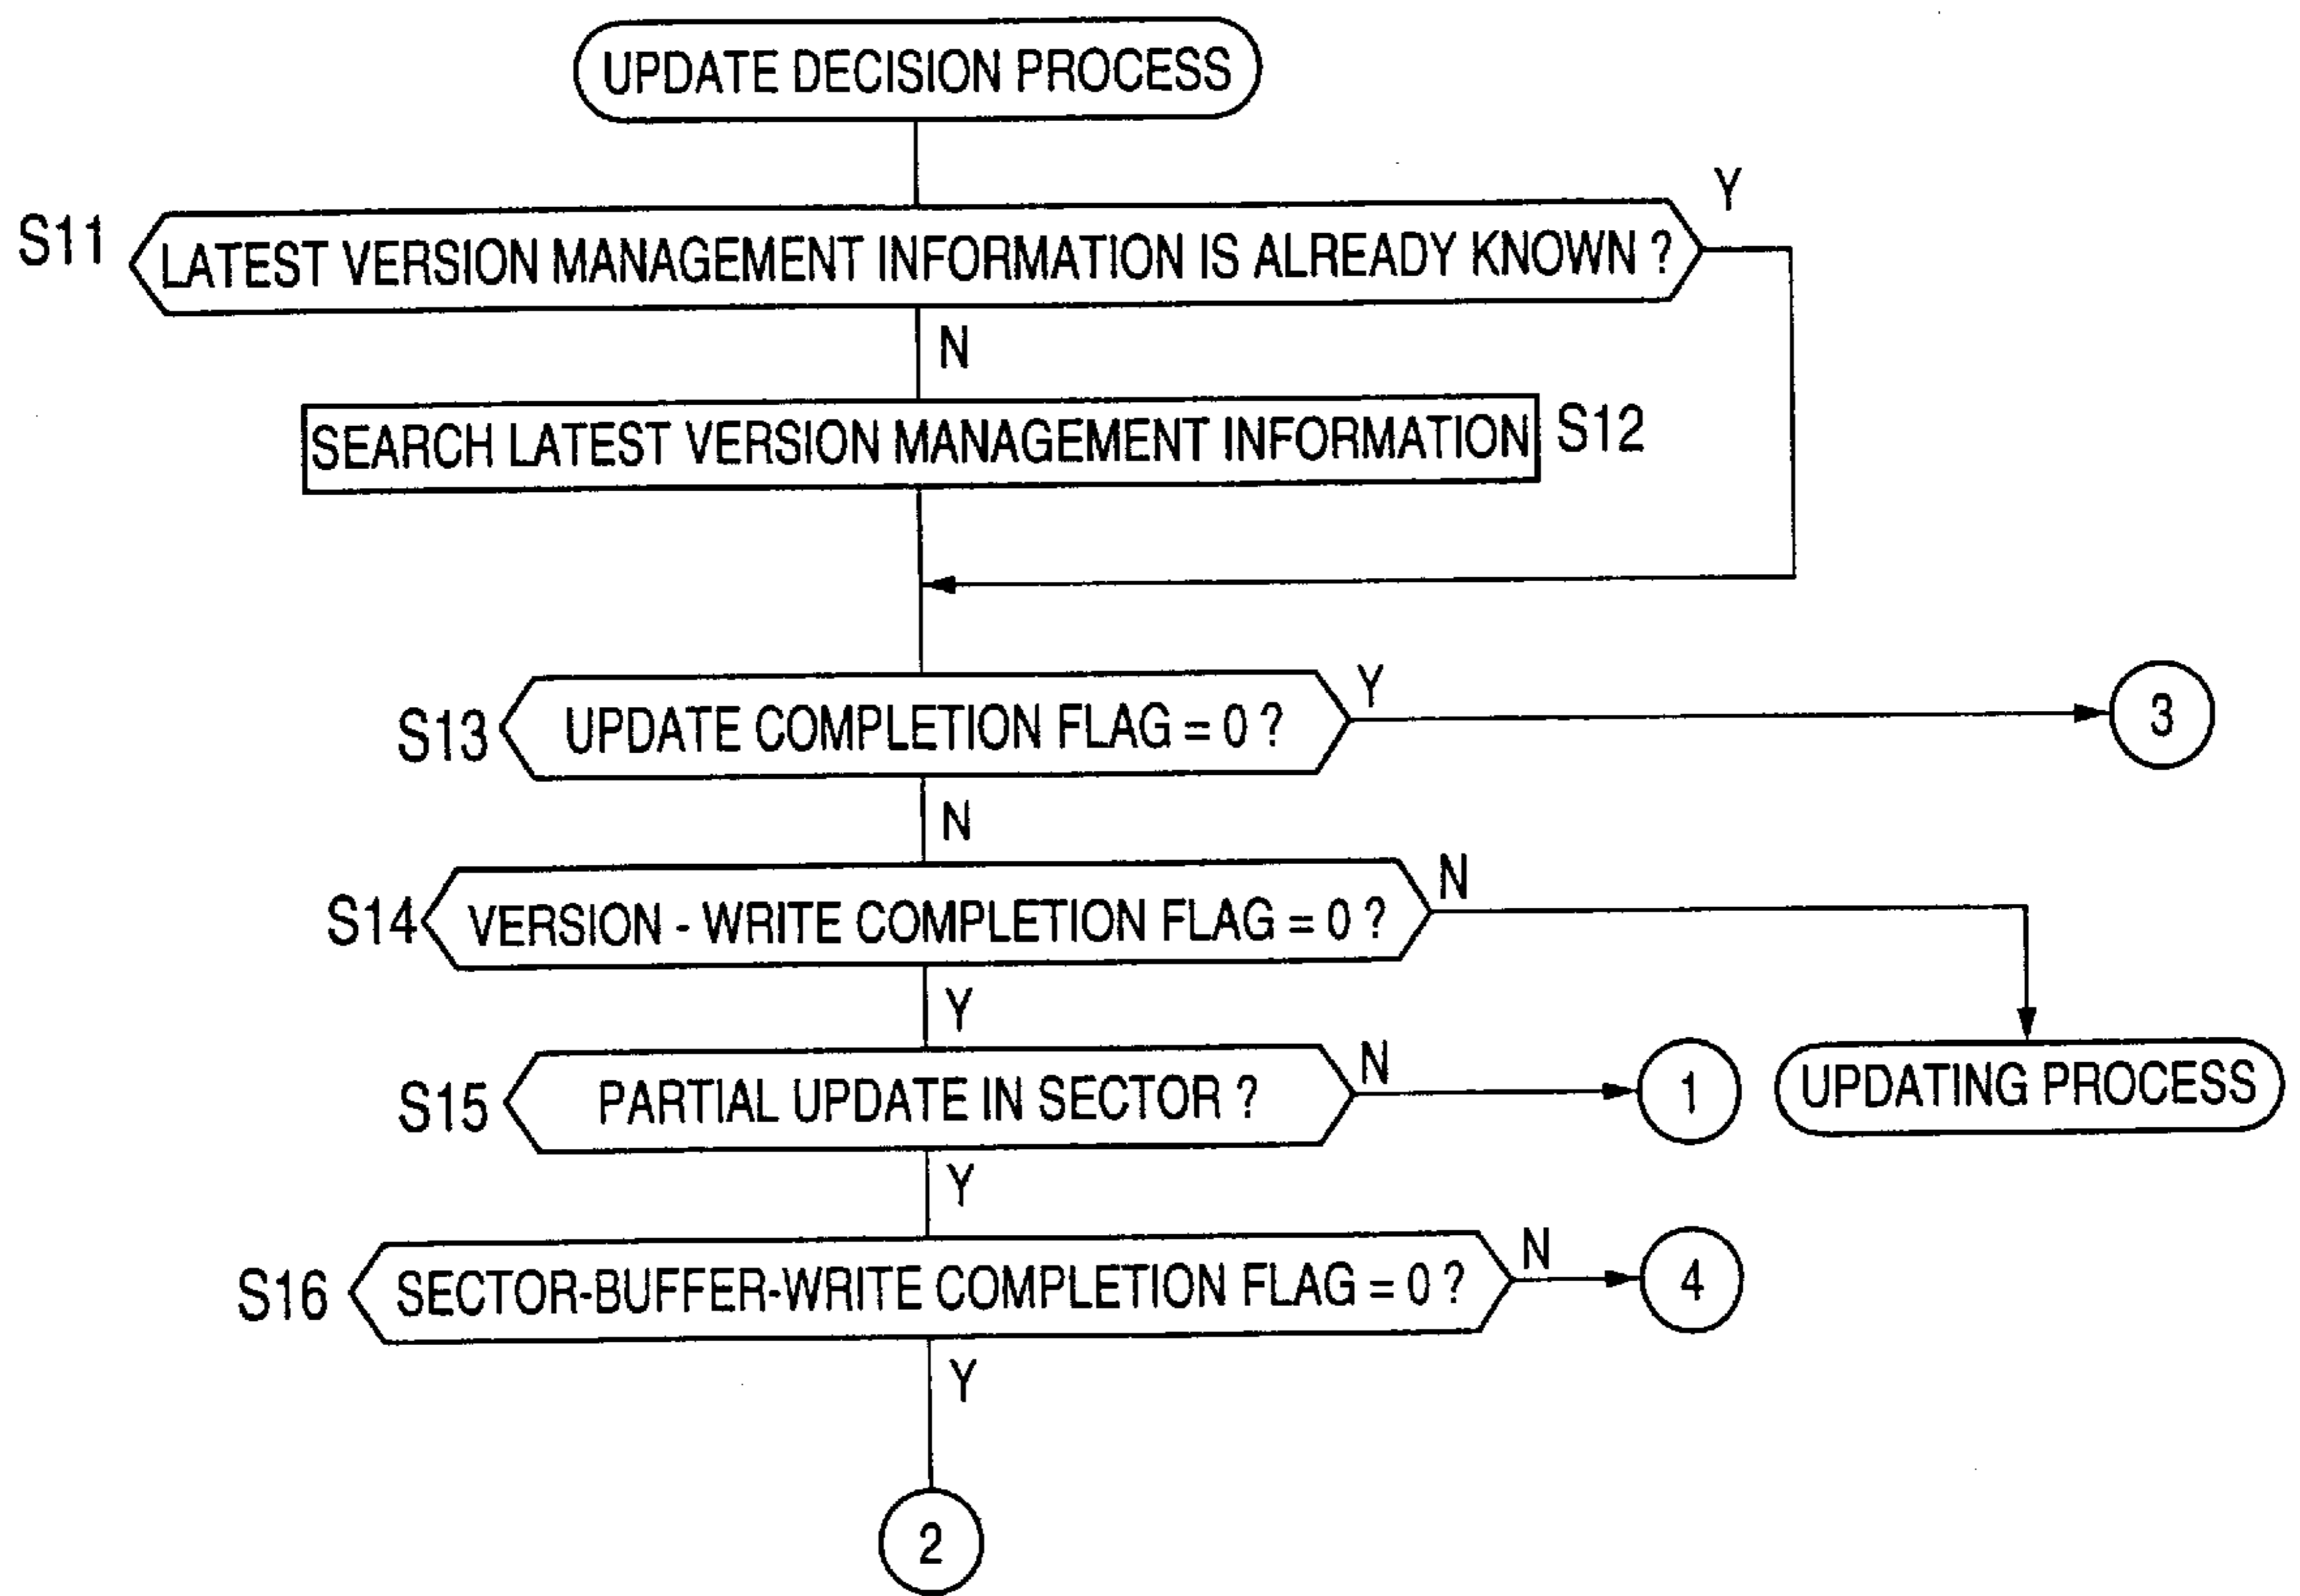 UPDATE DECISION PROCESS
Y
S11
LATEST VERSION MANAGEMENT INFORMATION IS ALREADY KNOWN ?
N
SEARCH LATEST VERSION MANAGEMENT INFORMATION
S12
S13
UPDATE COMPLETION FLAG = 0 ?
Y
3
N
S14
VERSION - WRITE COMPLETION FLAG = 0 ?
N
Y
S15
PARTIAL UPDATE IN SECTOR ?
N
1
UPDATING PROCESS
Y
S16
SECTOR-BUFFER-WRITE COMPLETION FLAG = 0 ?
N
4
Y
2